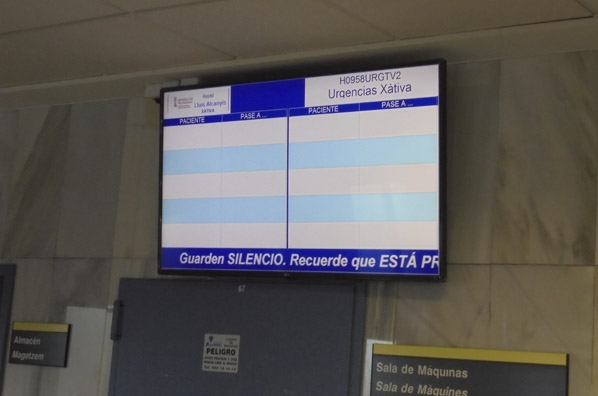 H0958URGTV2
Urgencias Xàtiva
Lluís Alcanyís
XÀTIVA
PACIENTE PASE A ... PACIENTE PASE A ...
Guarden SILENCIO. Recuerde que ESTÁ PR
67
Almacén
Magatzem
PELIGRO
Sala de Máquinas
Sala de Màquines